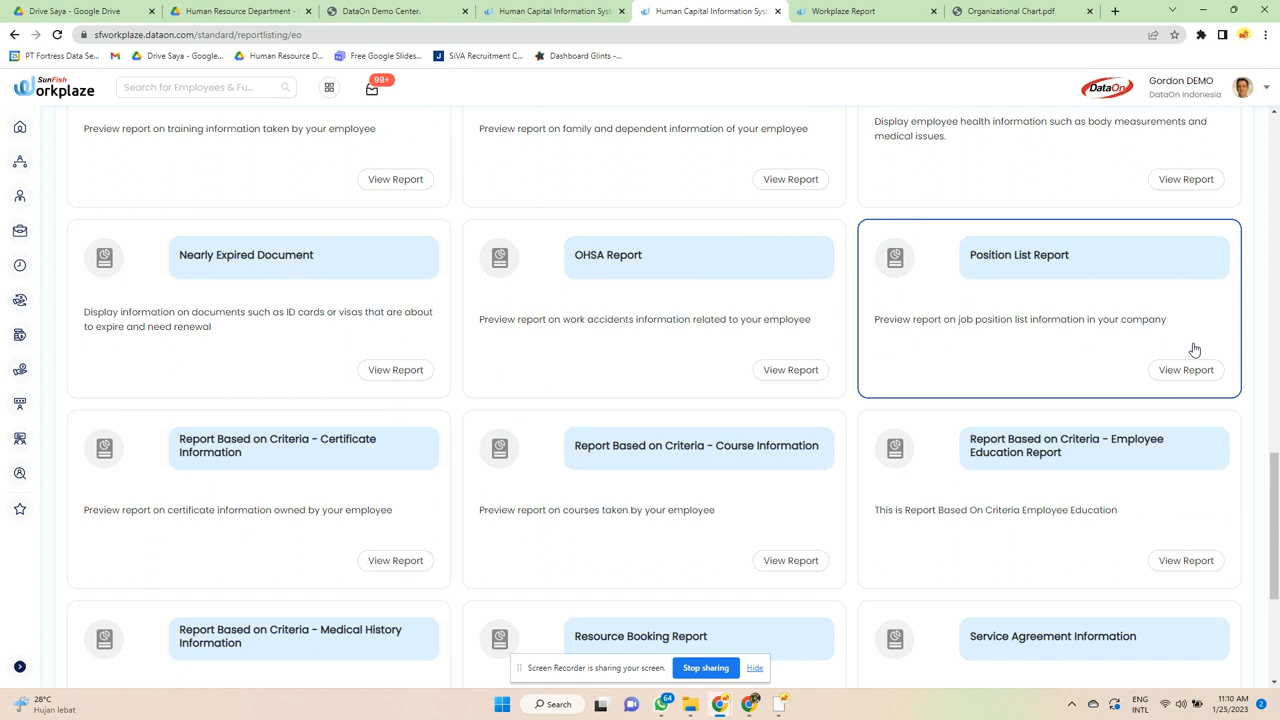 Drive Saya - Google Drive
Human Resource Department -
DataOn Demo Center.
Human Capital Information Syst
Human Capital Information Sys
Workplaze Report
Organizational Chart.pdf
sfworkplaze.dataon.com/standard/reportlisting/eo
PT Fortress Data Se...
Drive Saya - Google...
Human Resource D...
Free Google Slides...
SiVA Recruitment C...
Dashboard Glints -...
SunFish
Workplaze
Search for Employees & Fu...
99+
DataOn
Gordon DEMO
DataOn Indonesia
Preview report on training information taken by your employee
View Report
Preview report on family and dependent information of your employee
View Report
Display employee health information such as body measurements and
medical issues.
View Report
Nearly Expired Document
Display information on documents such as ID cards or visas that are about
to expire and need renewal
View Report
OHSA Report
Preview report on work accidents information related to your employee
View Report
Position List Report
Preview report on job position list information in your company
View Report
Report Based on Criteria - Certificate
Information
Preview report on certificate information owned by your employee
View Report
Report Based on Criteria - Course Information
Preview report on courses taken by your employee
View Report
Report Based on Criteria - Employee
Education Report
This is Report Based On Criteria Employee Education
View Report
Report Based on Criteria - Medical History
Information
Resource Booking Report
Service Agreement Information
Screen Recorder is sharing your screen.
Stop sharing
Hide
28°C
Hujan lebat
Search
64
ENG
INTL
11:10 AM
1/25/2023
2